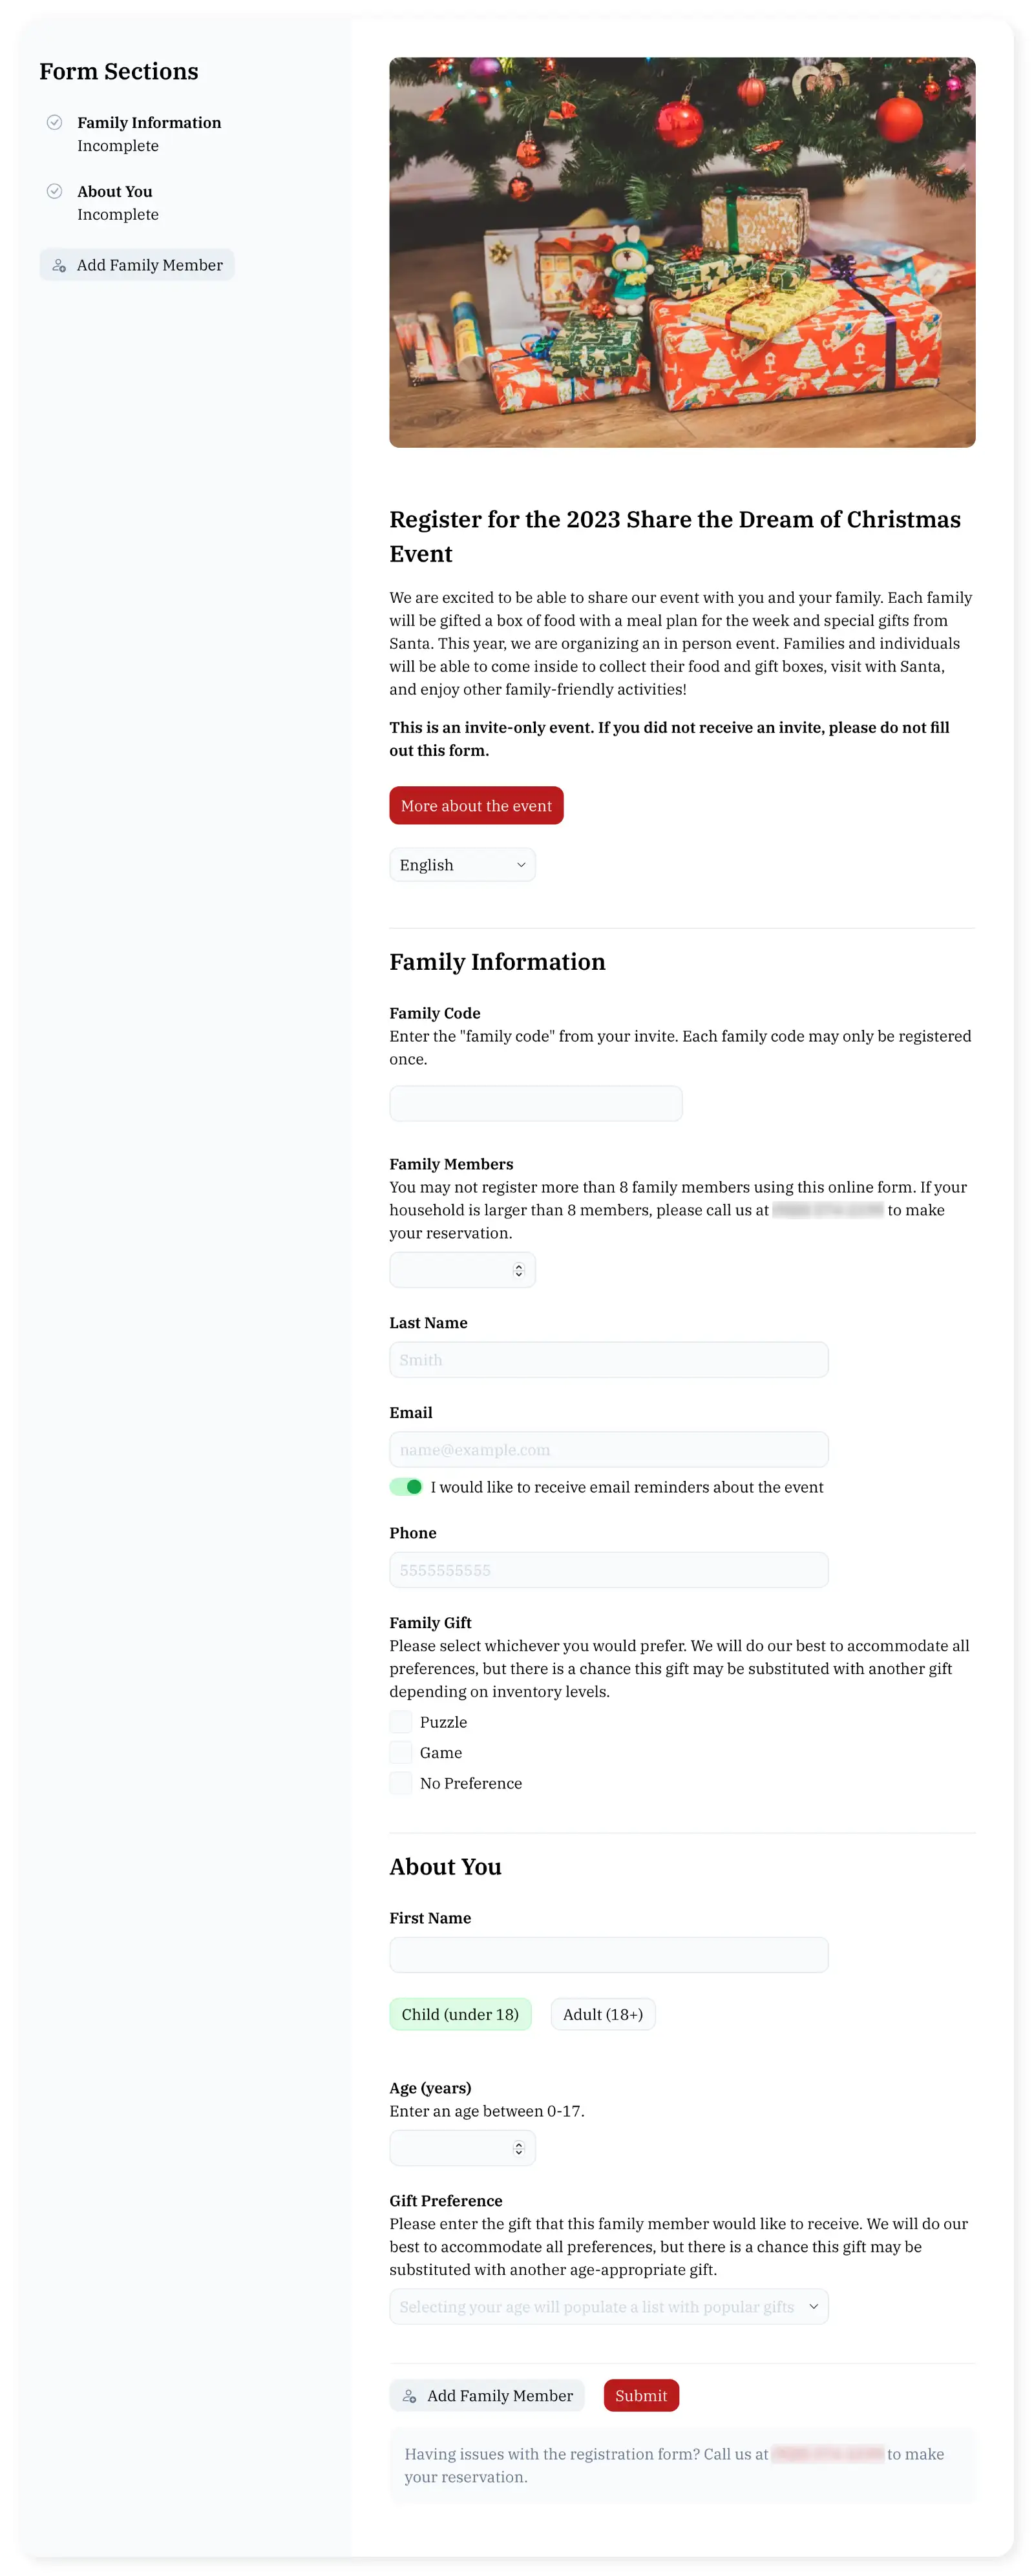 Form Sections
Family Information
Incomplete
About You
Incomplete
Add Family Member
Register for the 2023 Share the Dream of Christmas
Event
We are excited to be able to share our event with you and your family. Each family
will be gifted a box of food with a meal plan for the week and special gifts from
Santa. This year, we are organizing an in person event. Families and individuals
will be able to come inside to collect their food and gift boxes, visit with Santa,
and enjoy other family-friendly activities!
This is an invite-only event. If you did not receive an invite, please do not fill
out this form.
More about the event
English
Family Information
Family Code
Enter the "family code" from your invite. Each family code may only be registered
once.
Family Members
You may not register more than 8 family members using this online form. If your
household is larger than 8 members, please call us at to make
your reservation.
Last Name
Smith
Email
name@example.com
I would like to receive email reminders about the event
Phone
5555555555
Family Gift
Please select whichever you would prefer. We will do our best to accommodate all
preferences, but there is a chance this gift may be substituted with another gift
depending on inventory levels.
Puzzle
Game
No Preference
About You
First Name
Child (under 18) Adult (18+)
Age (years)
Enter an age between 0-17.
Gift Preference
Please enter the gift that this family member would like to receive. We will do our
best to accommodate all preferences, but there is a chance this gift may be
substituted with another age-appropriate gift.
Selecting your age will populate a list with popular gifts
Add Family Member Submit
Having issues with the registration form? Call us at to make
your reservation.